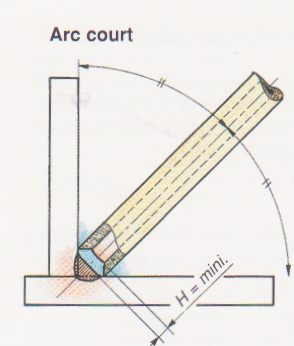 Arc court
H = mini.